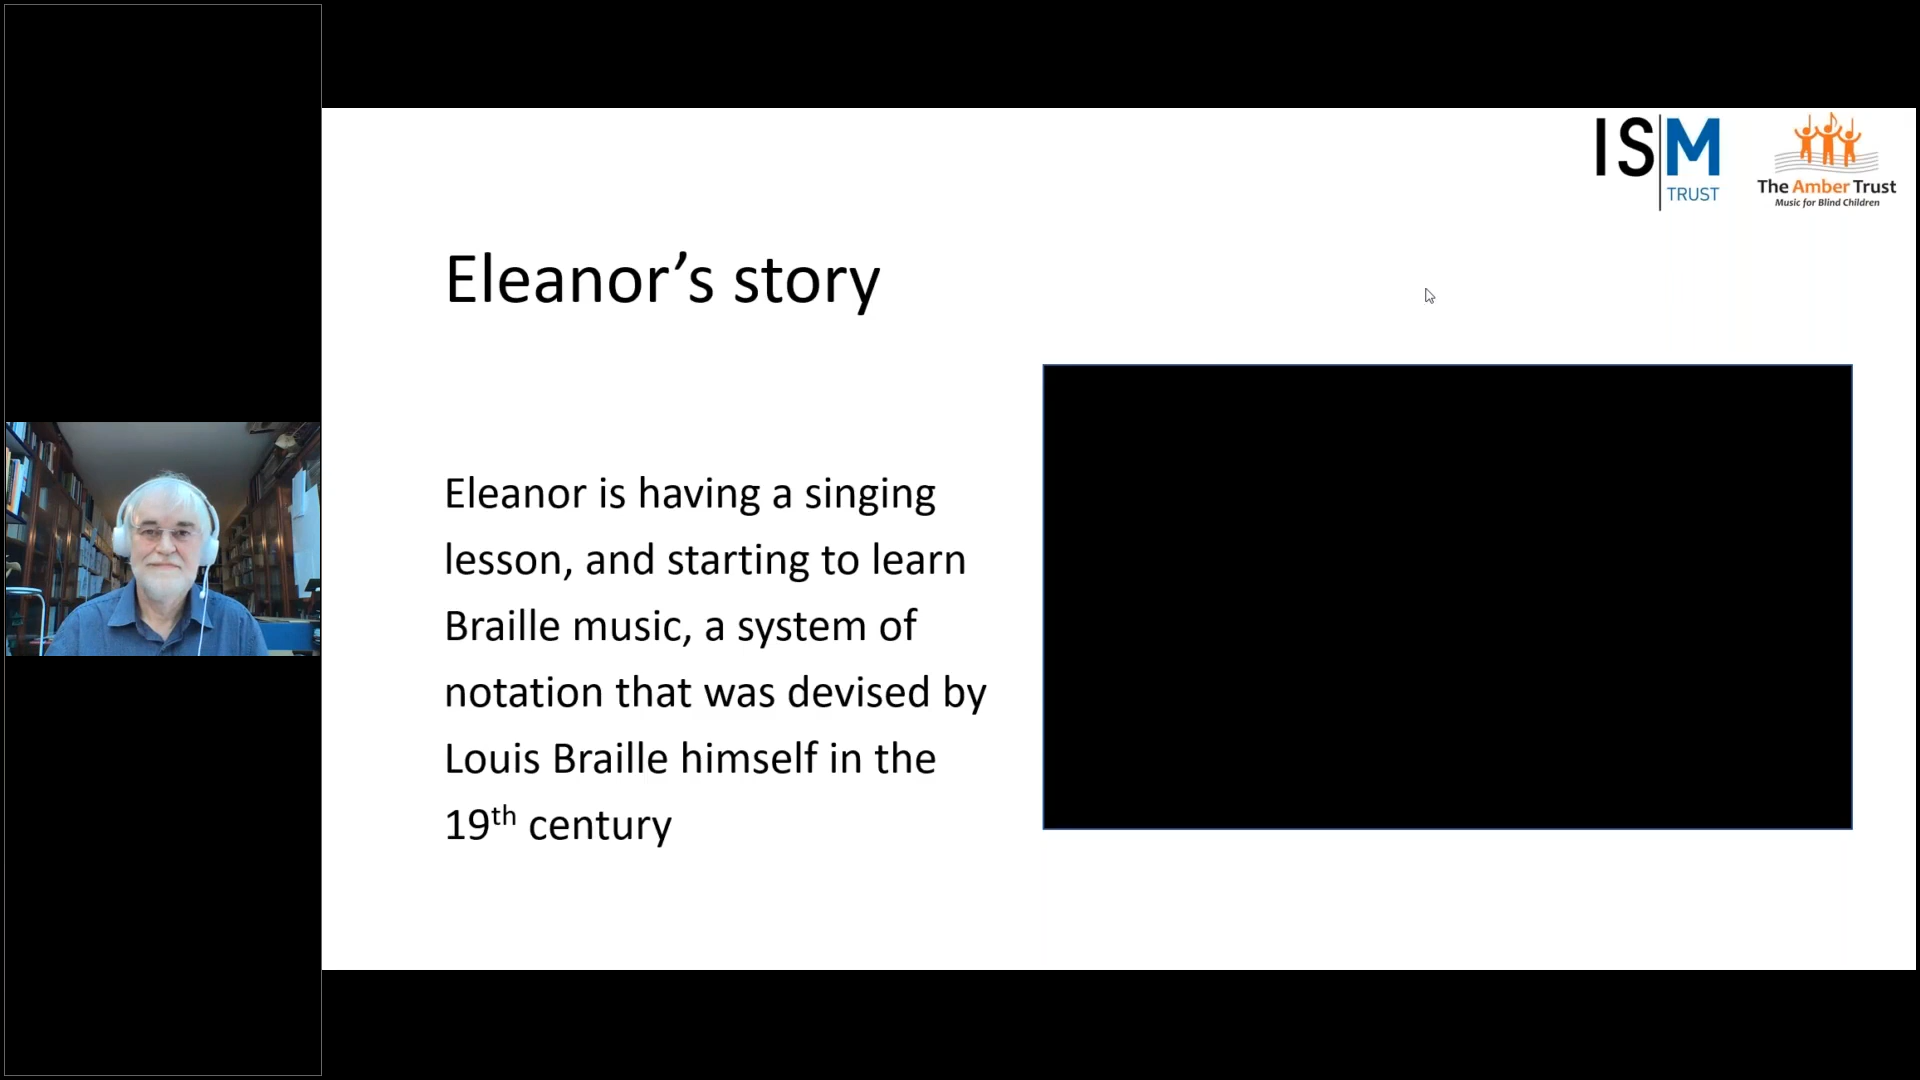 ISM
TRUST
The Amber Trust
Music for Blind Children
Eleanor’s story
Eleanor is having a singing
lesson, and starting to learn
Braille music, a system of
notation that was devised by
Louis Braille himself in the
19th century